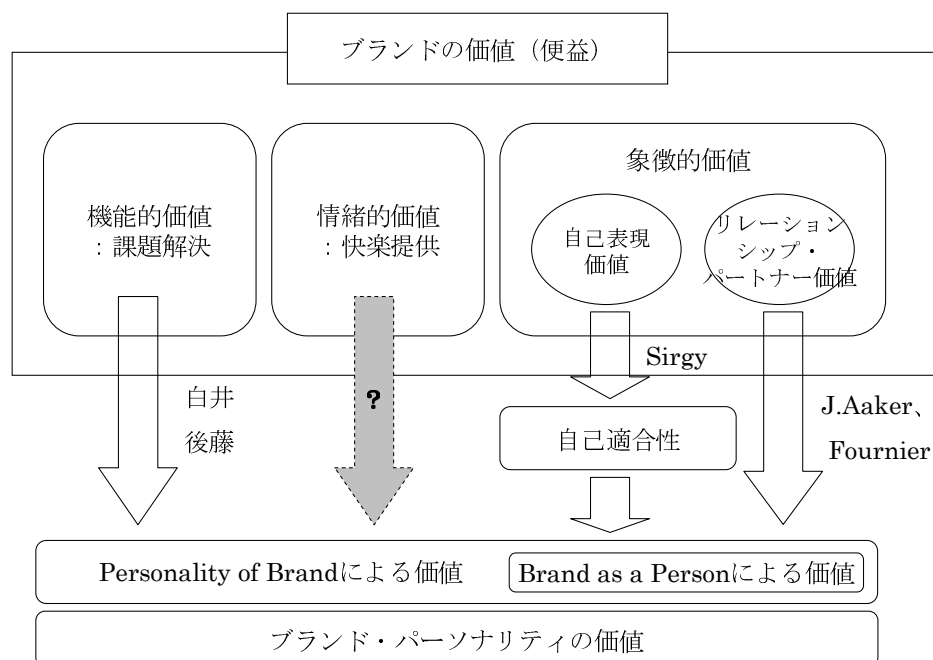 ブランドの価値（便益）
機能的価値
：課題解決
情緒的価値
：快楽提供
象徴的価値
自己表現
価値
リレーション
シップ・
パートナー価値
白井
後藤
?
Sirgy
自己適合性
J.Aaker、
Fournier
Personality of Brandによる価値
Brand as a Personによる価値
ブランド・パーソナリティの価値